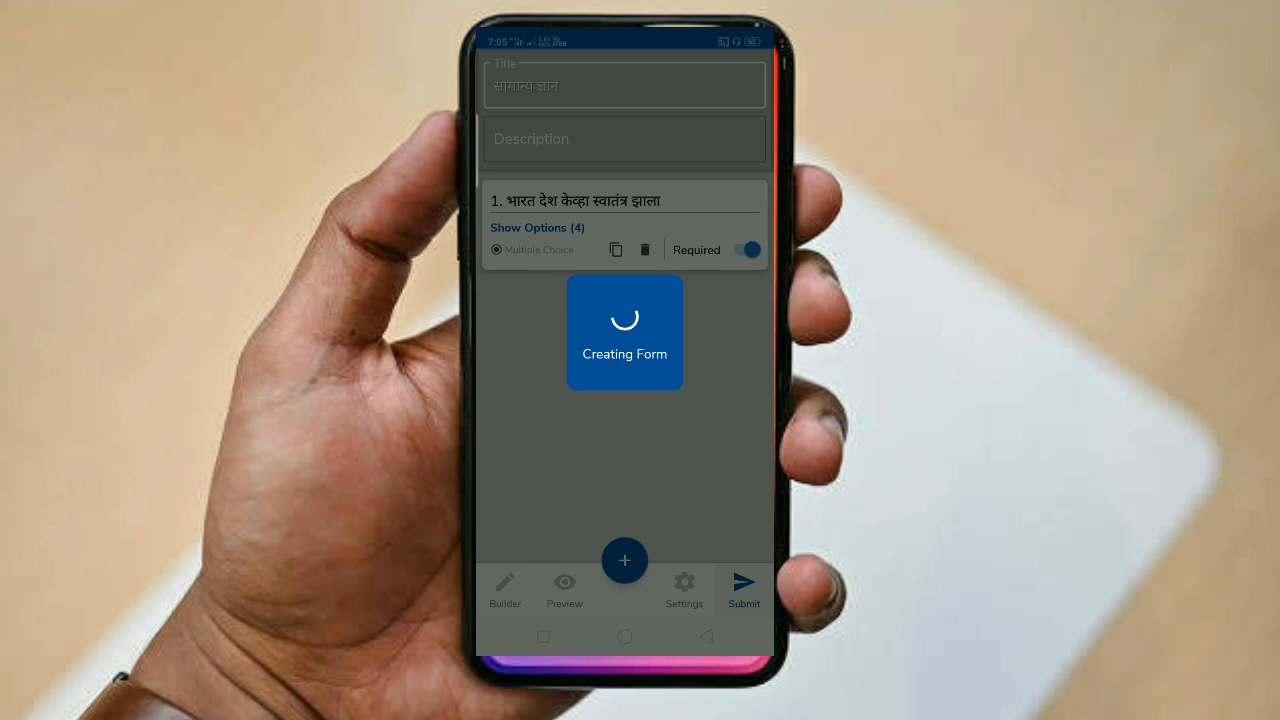 7:05
Title
सामान्य ज्ञान
Description
1. भारत देश केव्हा स्वातंत्र झाला
Show Options (4)
Multiple Choice
Required
Creating Form
+
Builder
Preview
Settings
Submit